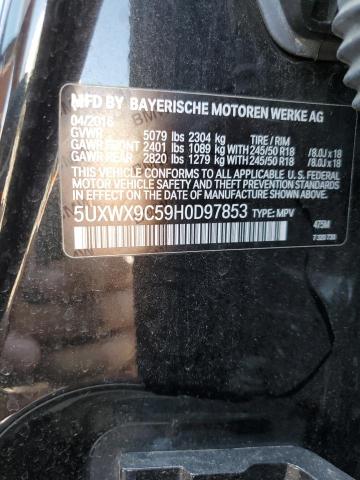 MFD BY BAYERISCHE MOTOREN WERKE AG
04/2016
GVWR 5079 lbs 2304 kg TIRE / RIM
GAWR FRONT 2401 lbs 1089 kg WITH 245/50 R18 /8.0J x 18
GAWR REAR 2820 lbs 1279 kg WITH 245/50 R18 /8.0J x 18
THIS VEHICLE CONFORMS TO ALL APPLICABLE U.S. FEDERAL
MOTOR VEHICLE SAFETY STANDARDS IN EFFECT ON THE
DATE OF MANUFACTURE SHOWN ABOVE.
5UXWX9C59H0D97853 TYPE: MPV
475M